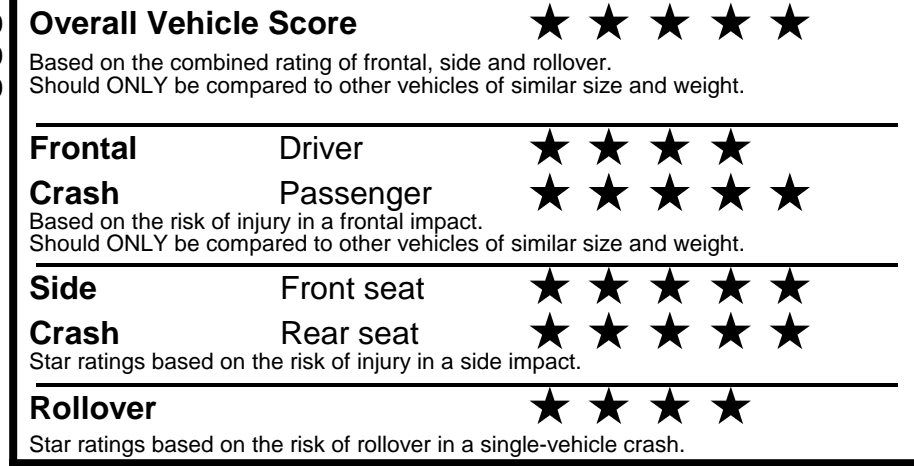 Overall Vehicle Score ★ ★ ★ ★ ★
Based on the combined rating of frontal, side and rollover.
Should ONLY be compared to other vehicles of similar size and weight.
Frontal Driver ★ ★ ★ ★
Crash Passenger ★ ★ ★ ★ ★
Based on the risk of injury in a frontal impact.
Should ONLY be compared to other vehicles of similar size and weight.
Side Front seat ★ ★ ★ ★ ★
Crash Rear seat ★ ★ ★ ★ ★
Star ratings based on the risk of injury in a side impact.
Rollover ★ ★ ★ ★
Star ratings based on the risk of rollover in a single-vehicle crash.